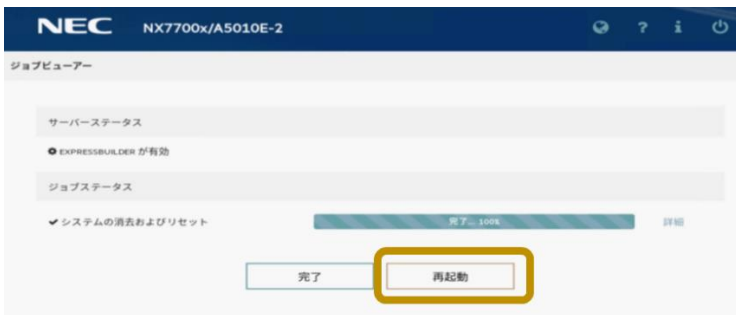 NEC NX7700x/A5010E-2 ? i
ジョブビューアー
サーバーステータス
EXPRESSBUILDER が有効
ジョブステータス
システムの消去およびリセット 完了... 100% 詳細
完了 再起動